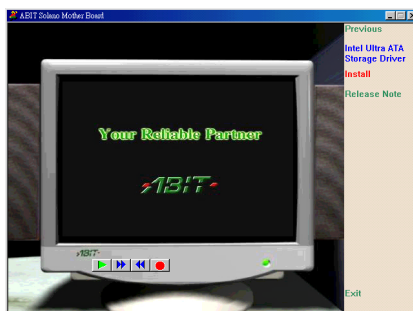 ABIT Solano Mother Board
Previous
Intel Ultra ATA
Storage Driver
Install
Release Note
Your Reliable Partner
ABIT
ABIT
Exit